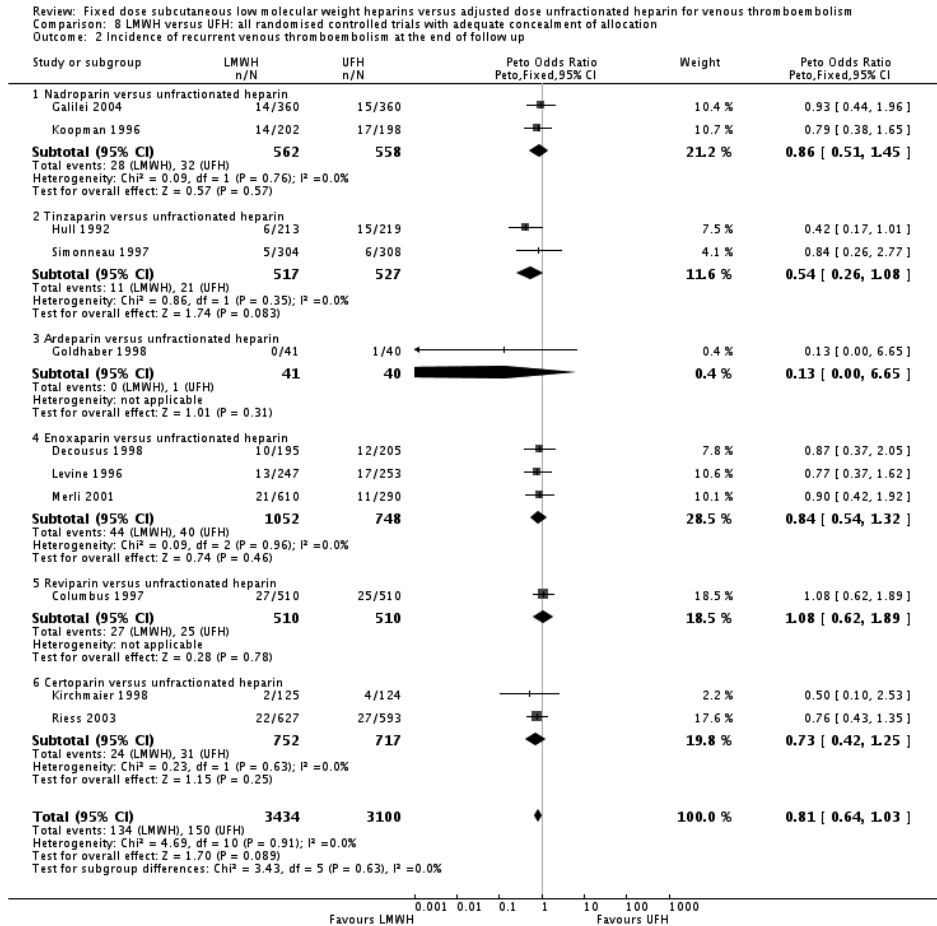 Review: Fixed dose subcutaneous low molecular weight heparins versus adjusted dose unfractionated heparin for venous thromboembolism
Comparison: 8 LMWH versus UFH: all randomised controlled trials with adequate concealment of allocation
Outcome: 2 Incidence of recurrent venous thromboembolism at the end of follow up
Study or subgroup LMWH UFH Peto Odds Ratio Weight Peto Odds Ratio
n/N n/N Peto,Fixed,95% CI Peto,Fixed,95% CI
1 Nadroparin versus unfractionated heparin
Galilei 2004 14/360 15/360 10.4 % 0.93 [ 0.44, 1.96 ]
Koopman 1996 14/202 17/198 10.7 % 0.79 [ 0.38, 1.65 ]
Subtotal (95% CI) 562 558 21.2 % 0.86 [ 0.51, 1.45 ]
Total events: 28 (LMWH), 32 (UFH)
Heterogeneity: Chi² = 0.09, df = 1 (P = 0.76); I² =0.0%
Test for overall effect: Z = 0.57 (P = 0.57)
2 Tinzaparin versus unfractionated heparin
Hull 1992 6/213 15/219 7.5 % 0.42 [ 0.17, 1.01 ]
Simonneau 1997 5/304 6/308 4.1 % 0.84 [ 0.26, 2.77 ]
Subtotal (95% CI) 517 527 11.6 % 0.54 [ 0.26, 1.08 ]
Total events: 11 (LMWH), 21 (UFH)
Heterogeneity: Chi² = 0.86, df = 1 (P = 0.35); I² =0.0%
Test for overall effect: Z = 1.74 (P = 0.083)
3 Ardeparin versus unfractionated heparin
Goldhaber 1998 0/41 1/40 0.4 % 0.13 [ 0.00, 6.65 ]
Subtotal (95% CI) 41 40 0.4 % 0.13 [ 0.00, 6.65 ]
Total events: 0 (LMWH), 1 (UFH)
Heterogeneity: not applicable
Test for overall effect: Z = 1.01 (P = 0.31)
4 Enoxaparin versus unfractionated heparin
Decousus 1998 10/195 12/205 7.8 % 0.87 [ 0.37, 2.05 ]
Levine 1996 13/247 17/253 10.6 % 0.77 [ 0.37, 1.62 ]
Merli 2001 21/610 11/290 10.1 % 0.90 [ 0.42, 1.92 ]
Subtotal (95% CI) 1052 748 28.5 % 0.84 [ 0.54, 1.32 ]
Total events: 44 (LMWH), 40 (UFH)
Heterogeneity: Chi² = 0.09, df = 2 (P = 0.96); I² =0.0%
Test for overall effect: Z = 0.74 (P = 0.46)
5 Reviparin versus unfractionated heparin
Columbus 1997 27/510 25/510 18.5 % 1.08 [ 0.62, 1.89 ]
Subtotal (95% CI) 510 510 18.5 % 1.08 [ 0.62, 1.89 ]
Total events: 27 (LMWH), 25 (UFH)
Heterogeneity: not applicable
Test for overall effect: Z = 0.28 (P = 0.78)
6 Certoparin versus unfractionated heparin
Kirchmaier 1998 2/125 4/124 2.2 % 0.50 [ 0.10, 2.53 ]
Riess 2003 22/627 27/593 17.6 % 0.76 [ 0.43, 1.35 ]
Subtotal (95% CI) 752 717 19.8 % 0.73 [ 0.42, 1.25 ]
Total events: 24 (LMWH), 31 (UFH)
Heterogeneity: Chi² = 0.23, df = 1 (P = 0.63); I² =0.0%
Test for overall effect: Z = 1.15 (P = 0.25)
Total (95% CI) 3434 3100 100.0 % 0.81 [ 0.64, 1.03 ]
Total events: 134 (LMWH), 150 (UFH)
Heterogeneity: Chi² = 4.69, df = 10 (P = 0.91); I² =0.0%
Test for overall effect: Z = 1.70 (P = 0.089)
Test for subgroup differences: Chi² = 3.43, df = 5 (P = 0.63), I² =0.0%
0.001 0.01 0.1 1 10 100 1000
Favours LMWH Favours UFH